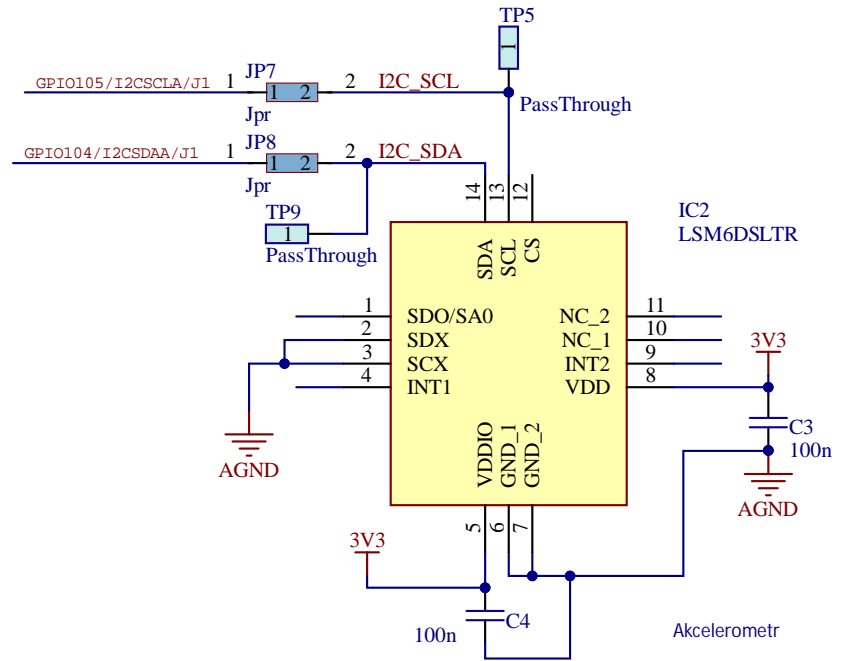 TP5
1
PassThrough
GPIO105/I2CSCLA/J1 1 JP7 1 2 2 I2C_SCL
Jpr
GPIO104/I2CSDAA/J1 1 JP8 1 2 2 I2C_SDA
Jpr
TP9
1
PassThrough
14 13 12
SDA SCL CS
IC2
LSM6DSLTR
1 SDO/SA0
2 SDX
3 SCX
4 INT1
NC_2 11
NC_1 10
INT2 9
VDD 8
3V3
C3
100n
AGND
AGND
VDDIO GND_1 GND_2
5 6 7
3V3
C4
100n
Akcelerometr